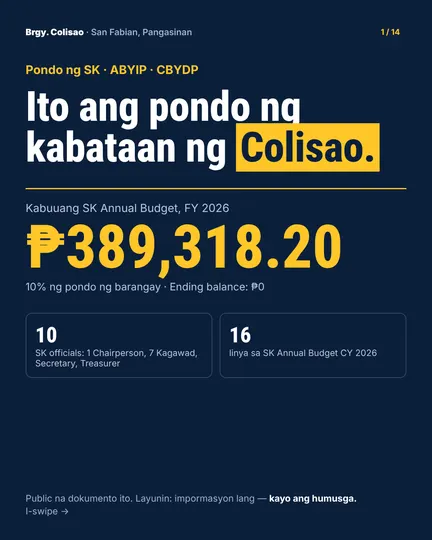 Brgy. Colisao · San Fabian, Pangasinan
1 / 14
Pondo ng SK · ABYIP · CBYDP
Ito ang pondo ng
kabataan ng Colisao.
Kabuuang SK Annual Budget, FY 2026
₱389,318.20
10% ng pondo ng barangay · Ending balance: ₱0
10
SK officials: 1 Chairperson, 7 Kagawad,
Secretary, Treasurer
16
linya sa SK Annual Budget CY 2026
Public na dokumento ito. Layunin: impormasyon lang — kayo ang humusga.
I-swipe →